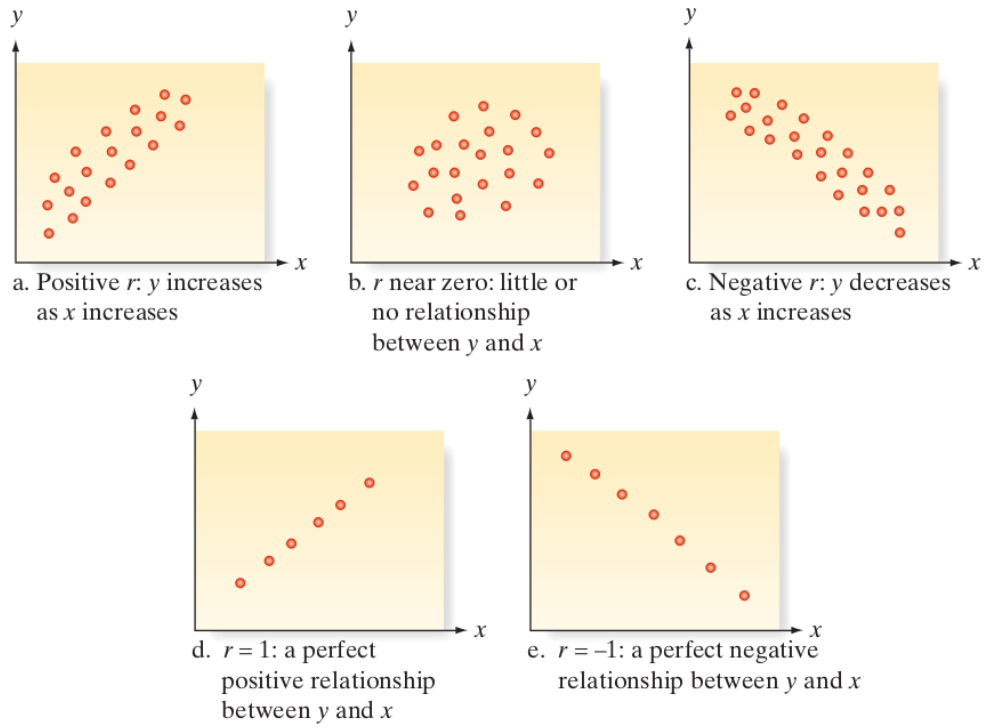 y
y
y
x
x
x
a. Positive r: y increases
as x increases
b. r near zero: little or
no relationship
between y and x
c. Negative r: y decreases
as x increases
y
y
x
x
d. r = 1: a perfect
positive relationship
between y and x
e. r = –1: a perfect negative
relationship between y and x